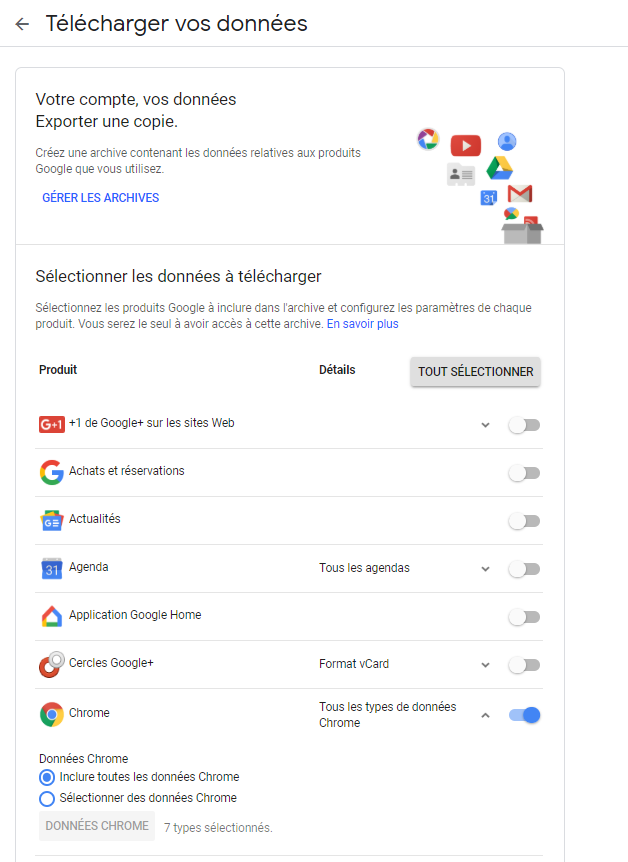 Télécharger vos données
Votre compte, vos données
Exporter une copie.
Créez une archive contenant les données relatives aux produits
Google que vous utilisez.
GÉRER LES ARCHIVES
31
Sélectionner les données à télécharger
Sélectionnez les produits Google à inclure dans l'archive et configurez les paramètres de chaque
produit. Vous serez le seul à avoir accès à cette archive. En savoir plus
Produit Détails TOUT SÉLECTIONNER
G+1 +1 de Google+ sur les sites Web
G Achats et réservations
GE Actualités
31 Agenda Tous les agendas
Application Google Home
Cercles Google+ Format vCard
Chrome Tous les types de données
Chrome
Données Chrome
Inclure toutes les données Chrome
Sélectionner des données Chrome
DONNÉES CHROME 7 types sélectionnés.